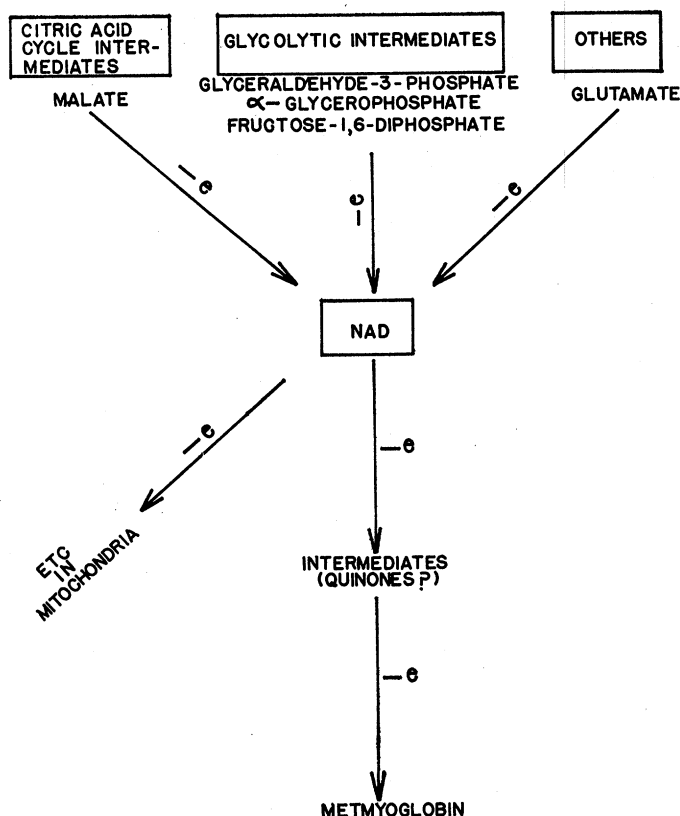 CITRIC ACID
CYCLE INTER-
MEDIATES
MALATE
GLYCOLYTIC INTERMEDIATES
GLYCERALDEHYDE-3-PHOSPHATE
∝-GLYCEROPHOSPHATE
FRUCTOSE-1,6-DIPHOSPHATE
OTHERS
GLUTAMATE
— e
— e
— e
NAD
— e
— e
ETC
IN
MITOCHONDRIA
INTERMEDIATES
(QUINONES?)
— e
METMYOGLOBIN